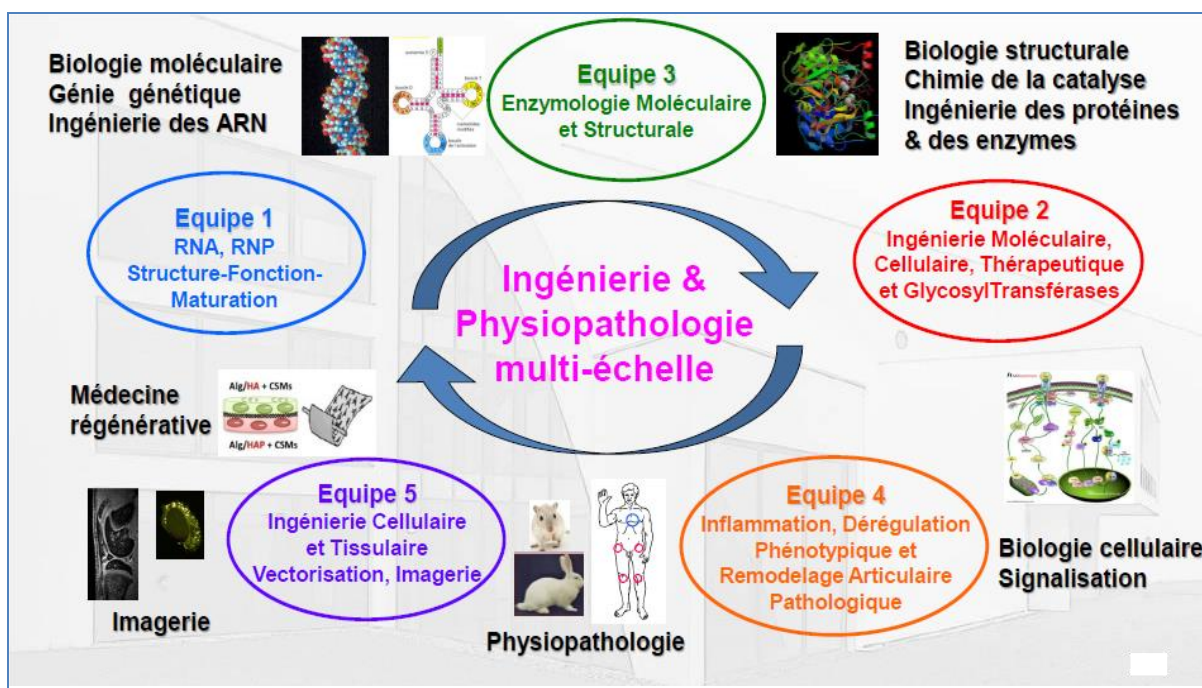 Biologie moléculaire
Génie génétique
Ingénierie des ARN
Equipe 3
Enzymologie Moléculaire
et Structurale
Biologie structurale
Chimie de la catalyse
Ingénierie des protéines
& des enzymes
Equipe 1
RNA, RNP
Structure-Fonction-
Maturation
Ingénierie &
Physiopathologie
multi-échelle
Equipe 2
Ingénierie Moléculaire,
Cellulaire, Thérapeutique
et GlycosylTransférases
Médecine
régénérative
Alg/HA + CSMs
Alg/HAP + CSMs
Equipe 5
Ingénierie Cellulaire
et Tissulaire
Vectorisation, Imagerie
Imagerie
Physiopathologie
Equipe 4
Inflammation, Dérégulation
Phénotypique et
Remodelage Articulaire
Pathologique
Biologie cellulaire
Signalisation